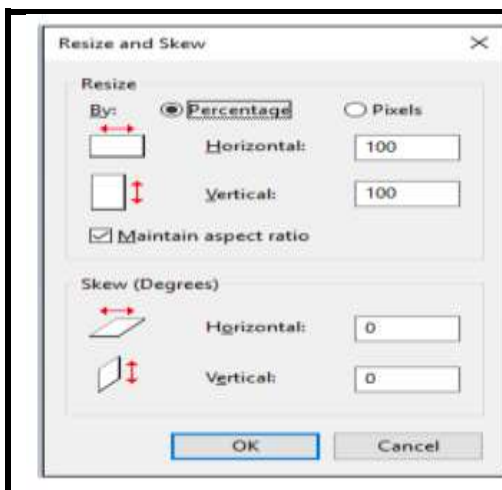 Resize and Skew
Resize
By: Percentage Pixels
Horizontal: 100
Vertical: 100
Maintain aspect ratio
Skew (Degrees)
Horizontal: 0
Vertical: 0
OK Cancel